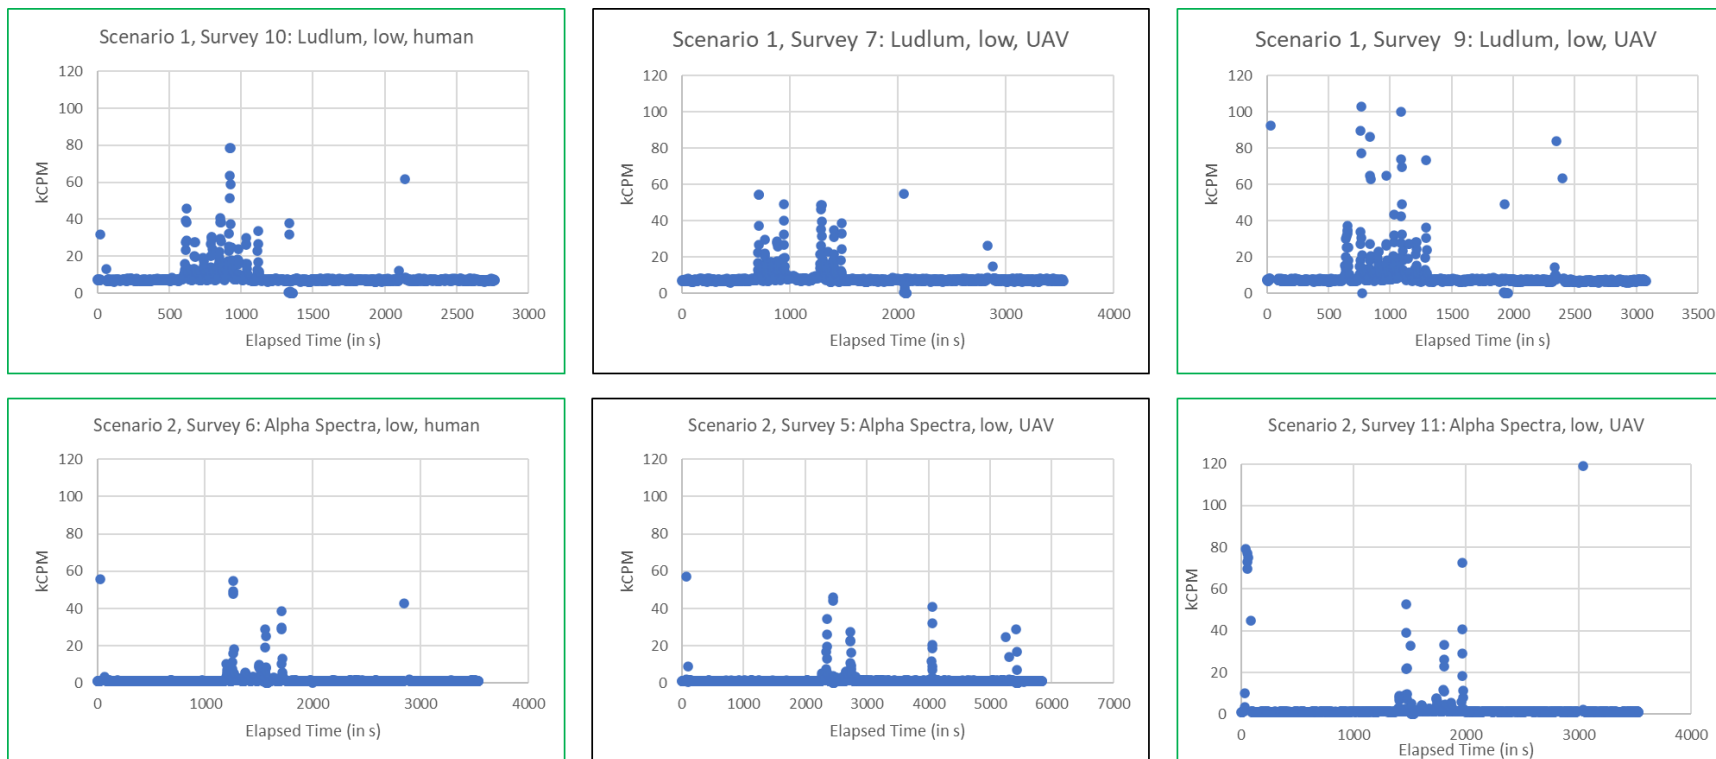 Scenario 1, Survey 10: Ludlum, low, human
120
100
80
60
40
20
0
kCPM
0 500 1000 1500 2000 2500 3000
Elapsed Time (in s)
Scenario 1, Survey 7: Ludlum, low, UAV
120
100
80
60
40
20
0
kCPM
0 1000 2000 3000 4000
Elapsed Time (in s)
Scenario 1, Survey 9: Ludlum, low, UAV
120
100
80
60
40
20
0
kCPM
0 500 1000 1500 2000 2500 3000 3500
Elapsed Time (in s)
Scenario 2, Survey 6: Alpha Spectra, low, human
120
100
80
60
40
20
0
kCPM
0 1000 2000 3000 4000
Elapsed Time (in s)
Scenario 2, Survey 5: Alpha Spectra, low, UAV
120
100
80
60
40
20
0
kCPM
0 1000 2000 3000 4000 5000 6000 7000
Elapsed Time (in s)
Scenario 2, Survey 11: Alpha Spectra, low, UAV
120
100
80
60
40
20
0
kCPM
0 1000 2000 3000 4000
Elapsed Time (in s)